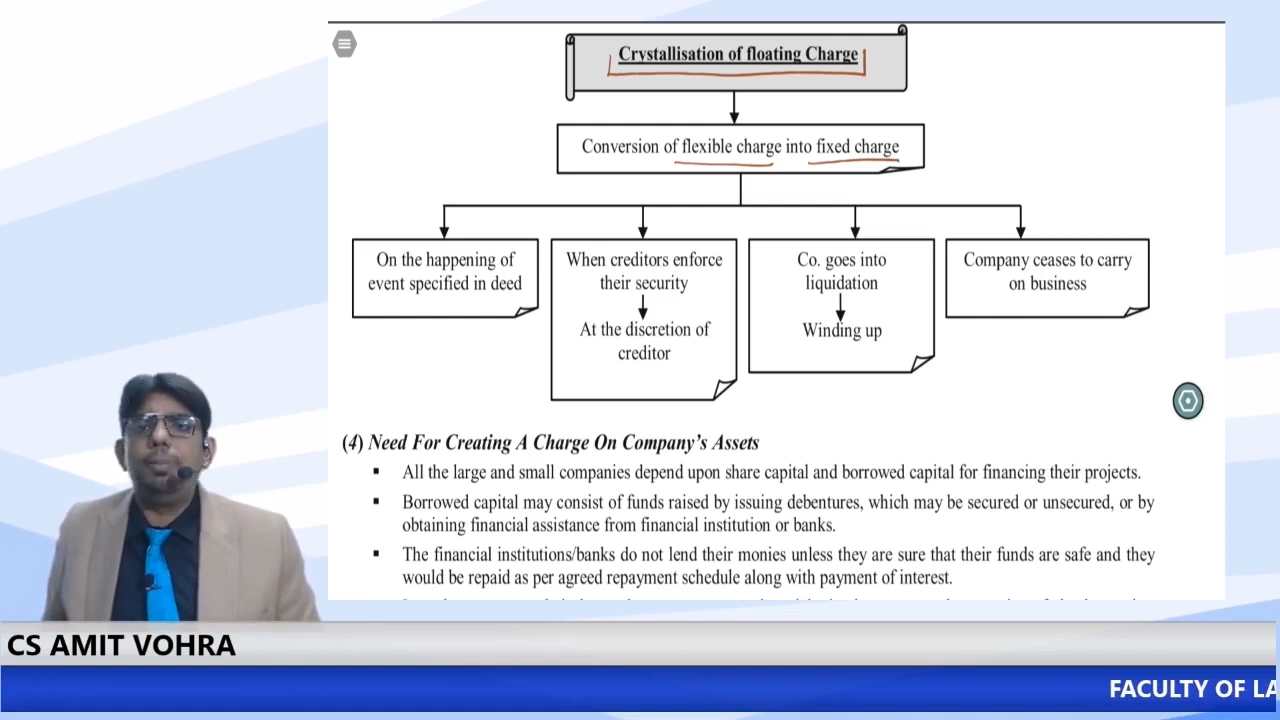 Crystallisation of floating Charge
Conversion of flexible charge into fixed charge
On the happening of
event specified in deed
When creditors enforce
their security
At the discretion of
creditor
Co. goes into
liquidation
Winding up
Company ceases to carry
on business
(4) Need For Creating A Charge On Company's Assets
▪ All the large and small companies depend upon share capital and borrowed capital for financing their projects.
▪ Borrowed capital may consist of funds raised by issuing debentures, which may be secured or unsecured, or by
obtaining financial assistance from financial institution or banks.
▪ The financial institutions/banks do not lend their monies unless they are sure that their funds are safe and they
would be repaid as per agreed repayment schedule along with payment of interest.
CS AMIT VOHRA
FACULTY OF LA